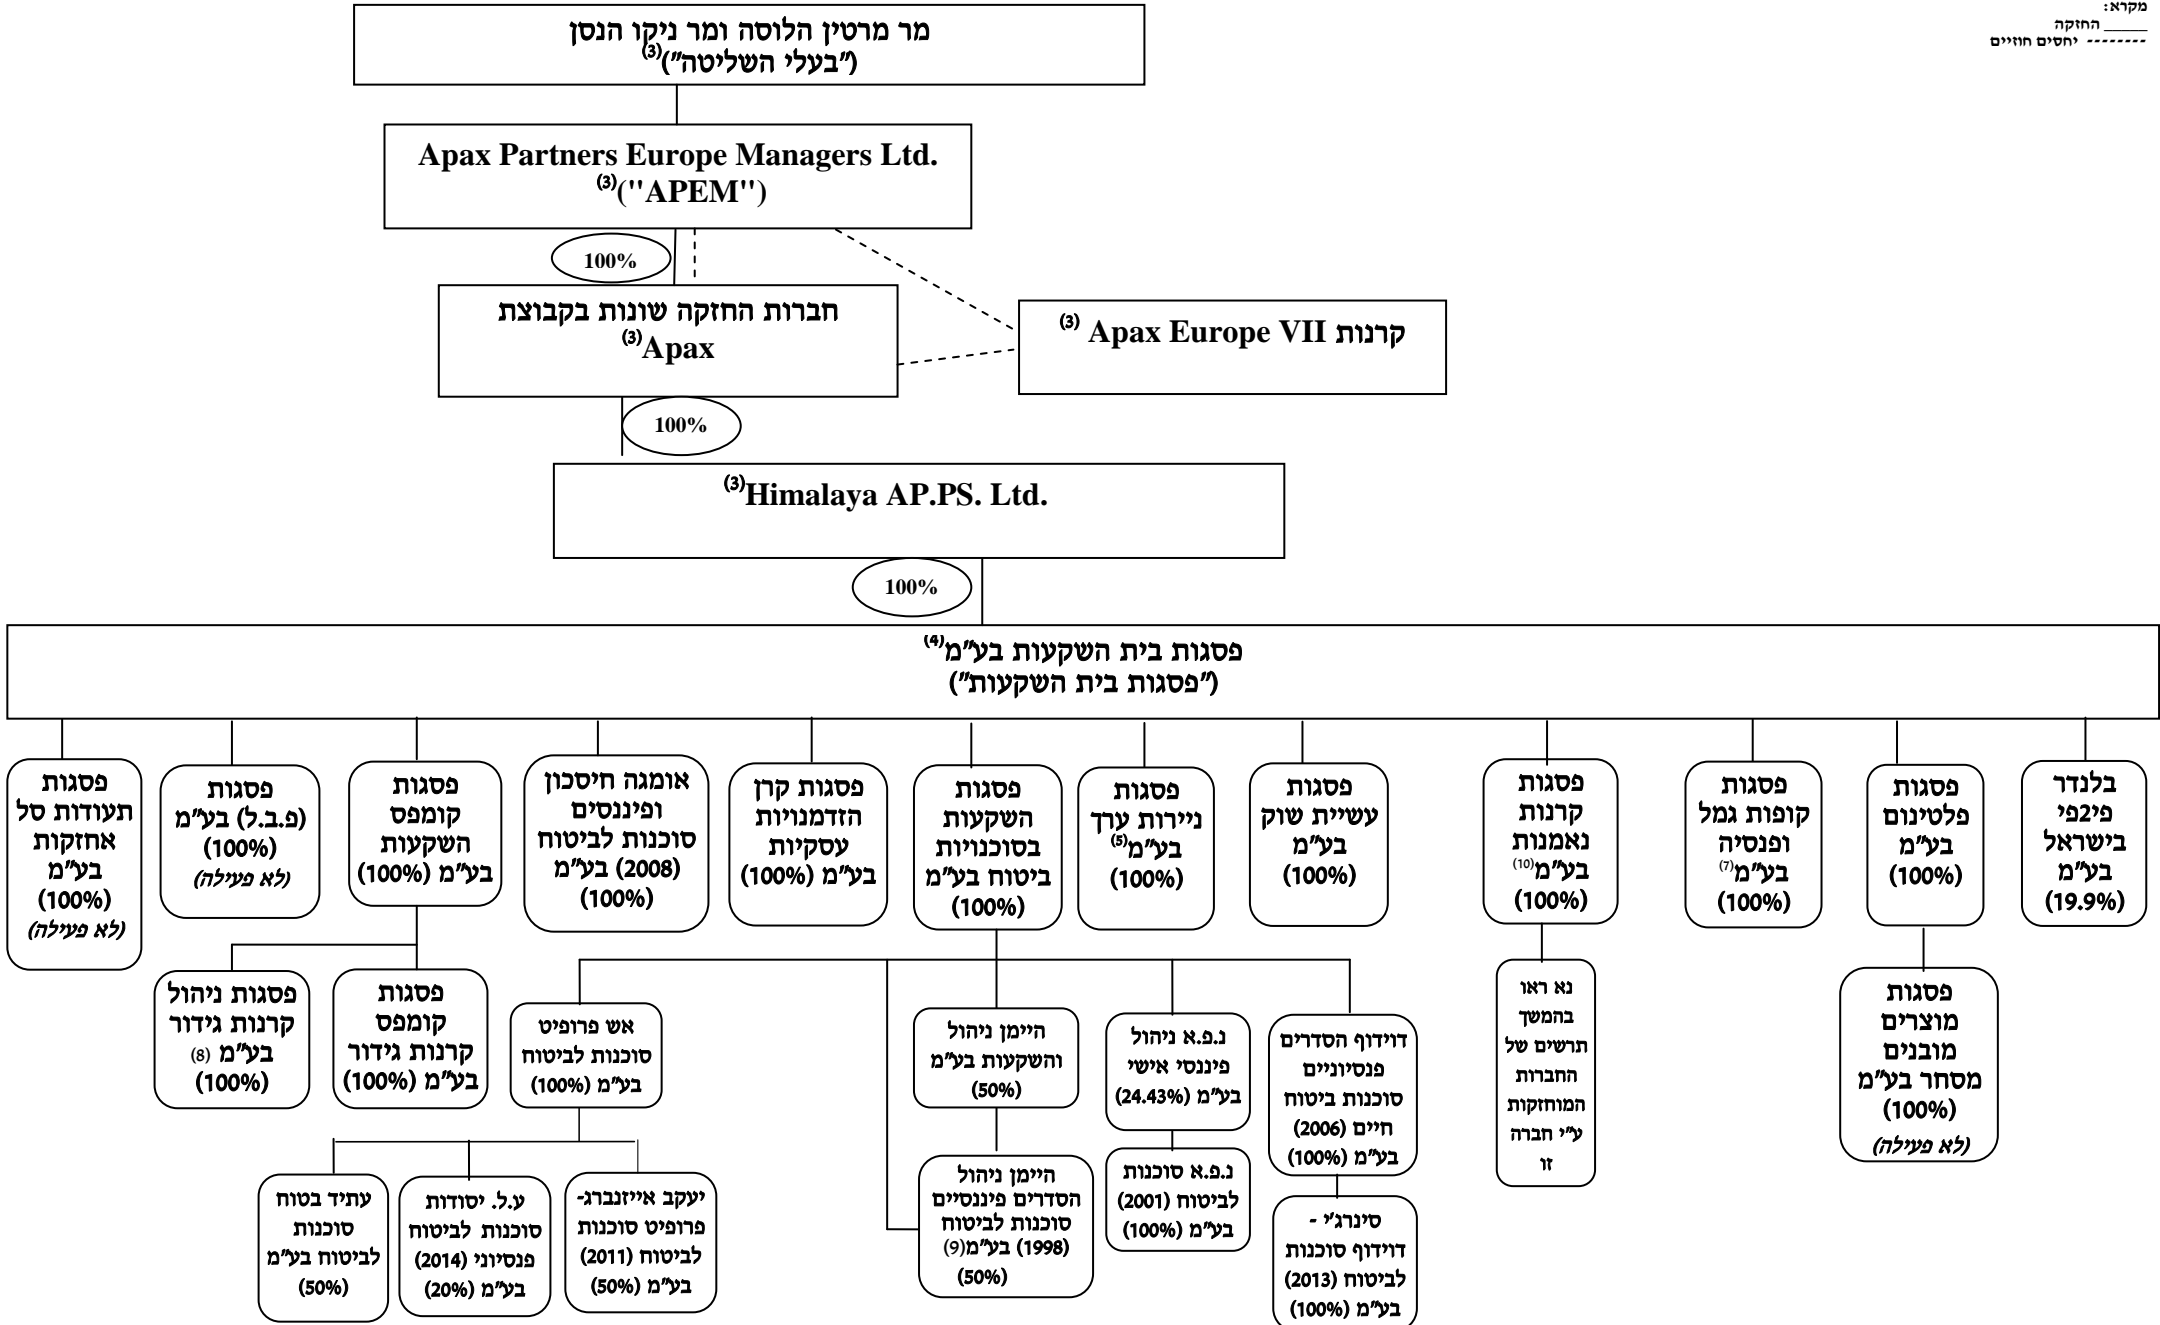 מקרא:
_____ החזקה
-------- יחסים חוזיים
מר מרטין הלוסה ומר ניקו הנסן
("בעלי השליטה")(3)
Apax Partners Europe Managers Ltd.
(3)("APEM")
100%
חברות החזקה שונות בקבוצת
(3)Apax
קרנות Apax Europe VII (3)
100%
(3)Himalaya AP.PS. Ltd.
100%
פסגות בית השקעות בע"מ(4)
("פסגות בית השקעות")
בלנדר
פי2פי
בישראל
בע"מ
(19.9%)
פסגות
פלטינום
בע"מ
(100%)
פסגות
קופות גמל
ופנסיה
בע"מ(7)
(100%)
פסגות
קרנות
נאמנות
בע"מ(10)
(100%)
פסגות
עשיית שוק
בע"מ
(100%)
פסגות
ניירות ערך
בע"מ(5)
(100%)
פסגות
השקעות
בסוכנויות
ביטוח בע"מ
(100%)
פסגות קרן
הזדמנויות
עסקיות
בע"מ (100%)
אומגה חיסכון
ופיננסים
סוכנות לביטוח
(2008) בע"מ
(100%)
פסגות
קומפס
השקעות
בע"מ (100%)
פסגות
(פ.ב.ל) בע"מ
(100%)
(לא פעילה)
פסגות
תעודות סל
אחזקות
בע"מ
(100%)
(לא פעילה)
פסגות
מוצרים
מובנים
מסחר בע"מ
(100%)
(לא פעילה)
נא ראו
בהמשך
תרשים של
החברות
המוחזקות
ע"י חברה
זו
דוידוף הסדרים
פנסיוניים
סוכנות ביטוח
חיים (2006)
בע"מ (100%)
נ.פ.א ניהול
פיננסי אישי
בע"מ (24.43%)
היימן ניהול
והשקעות בע"מ
(50%)
אש פרופיט
סוכנות לביטוח
בע"מ (100%)
פסגות
קומפס
קרנות גידור
בע"מ (100%)
פסגות ניהול
קרנות גידור
בע"מ (8)
(100%)
סינרג'י -
דוידוף סוכנות
לביטוח (2013)
בע"מ (100%)
נ.פ.א סוכנות
לביטוח (2001)
בע"מ (100%)
היימן ניהול
הסדרים פיננסיים
סוכנות לביטוח
(1998) בע"מ(9)
(50%)
יעקב אייזנברג-
פרופיט סוכנות
לביטוח (2011)
בע"מ (50%)
ע.ל. יסודות
סוכנות לביטוח
פנסיוני (2014)
בע"מ (20%)
עתיד בטוח
סוכנות
לביטוח בע"מ
(50%)